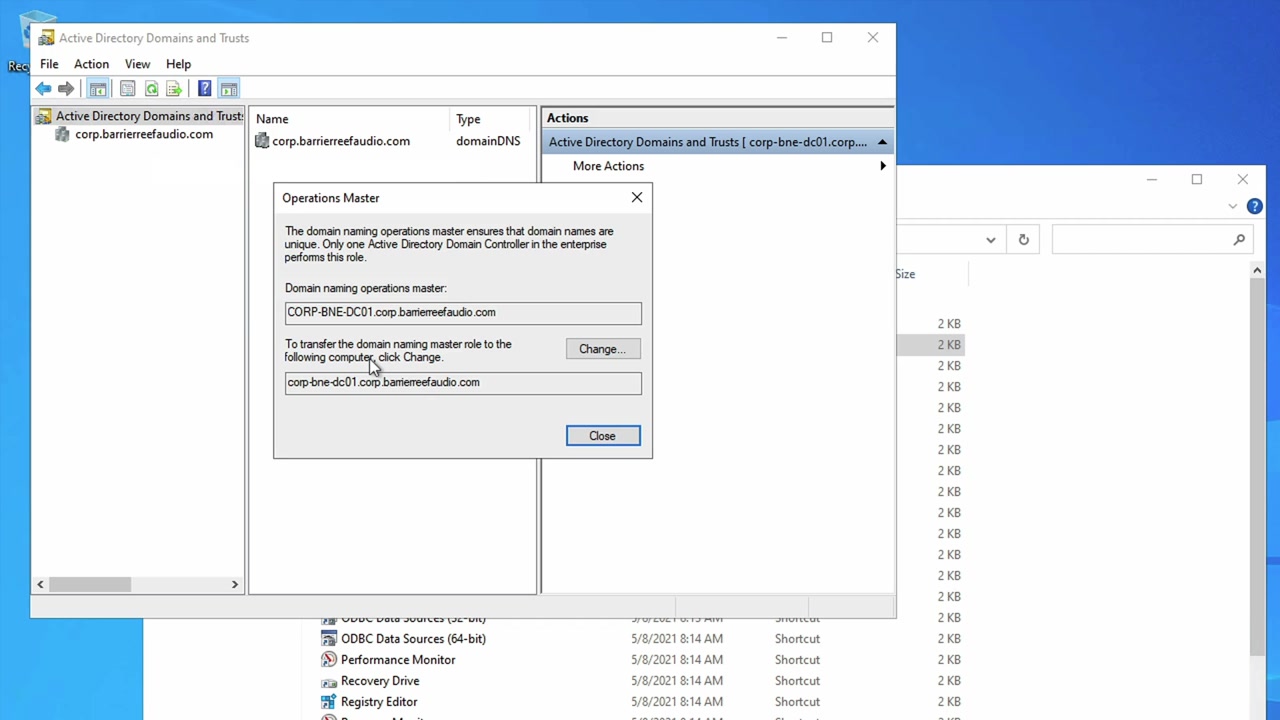 Active Directory Domains and Trusts
File Action View Help
Active Directory Domains and Trusts
corp.barrierreefaudio.com
Name Type
corp.barrierreefaudio.com domainDNS
Actions
Active Directory Domains and Trusts [ corp-bne-dc01.corp....
More Actions
Operations Master
The domain naming operations master ensures that domain names are
unique. Only one Active Directory Domain Controller in the enterprise
performs this role.
Domain naming operations master:
CORP-BNE-DC01.corp.barrierreefaudio.com
To transfer the domain naming master role to the
following computer, click Change.
Change...
corp-bne-dc01.corp.barrierreefaudio.com
Close
Size
2 KB
2 KB
2 KB
2 KB
2 KB
2 KB
2 KB
2 KB
2 KB
2 KB
2 KB
2 KB
2 KB
2 KB
ODBC Data Sources (32-bit) 5/8/2021 8:15 AM Shortcut 2 KB
ODBC Data Sources (64-bit) 5/8/2021 8:14 AM Shortcut 2 KB
Performance Monitor 5/8/2021 8:14 AM Shortcut 2 KB
Recovery Drive 5/8/2021 8:14 AM Shortcut 2 KB
Registry Editor 5/8/2021 8:14 AM Shortcut 2 KB